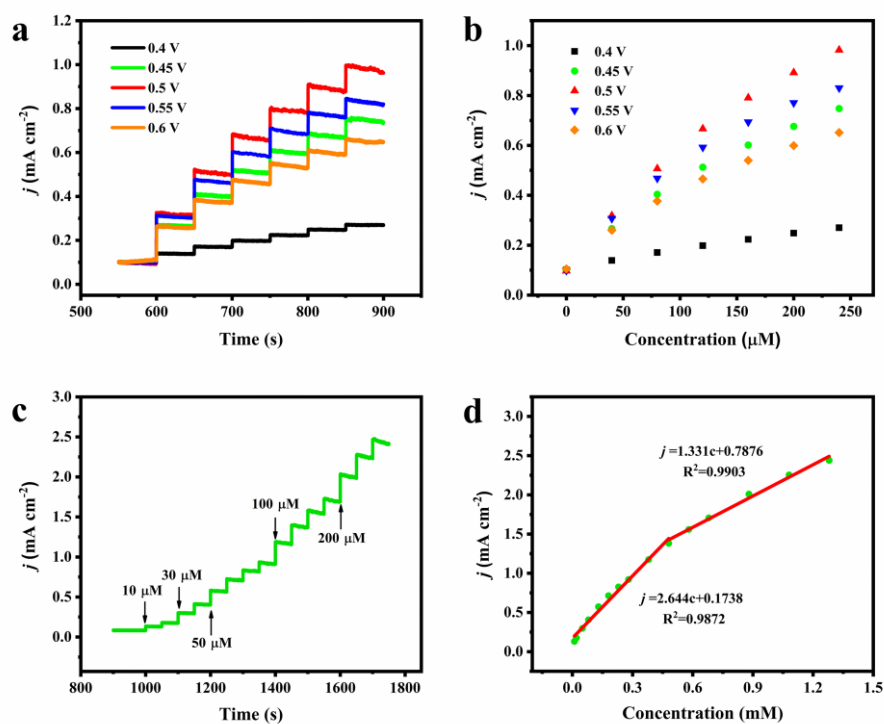 a
0.4 V
0.45 V
0.5 V
0.55 V
0.6 V
j (mA cm⁻²)
1.2
1.0
0.8
0.6
0.4
0.2
0.0
500 600 700 800 900
Time (s)
b
0.4 V
0.45 V
0.5 V
0.55 V
0.6 V
j (mA cm⁻²)
1.0
0.8
0.6
0.4
0.2
0.0
0 50 100 150 200 250
Concentration (μM)
c
j (mA cm⁻²)
3.0
2.5
2.0
1.5
1.0
0.5
0.0
10 μM
30 μM
50 μM
100 μM
200 μM
800 1000 1200 1400 1600 1800
Time (s)
d
j (mA cm⁻²)
3.0
2.5
2.0
1.5
1.0
0.5
0.0
j =1.331c+0.7876
R²=0.9903
j=2.644c+0.1738
R²=0.9872
0.0 0.3 0.6 0.9 1.2 1.5
Concentration (mM)